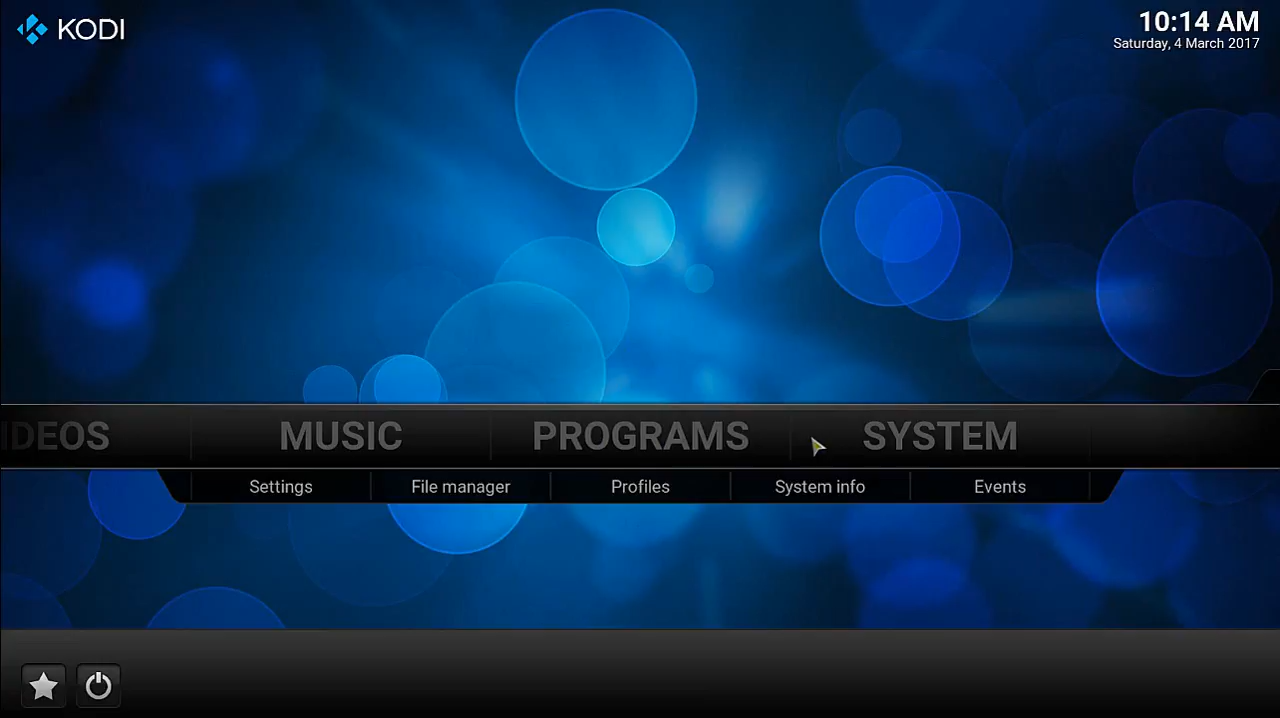 KODI
10:14 AM
Saturday, 4 March 2017
IDEOS MUSIC PROGRAMS SYSTEM
Settings File manager Profiles System info Events